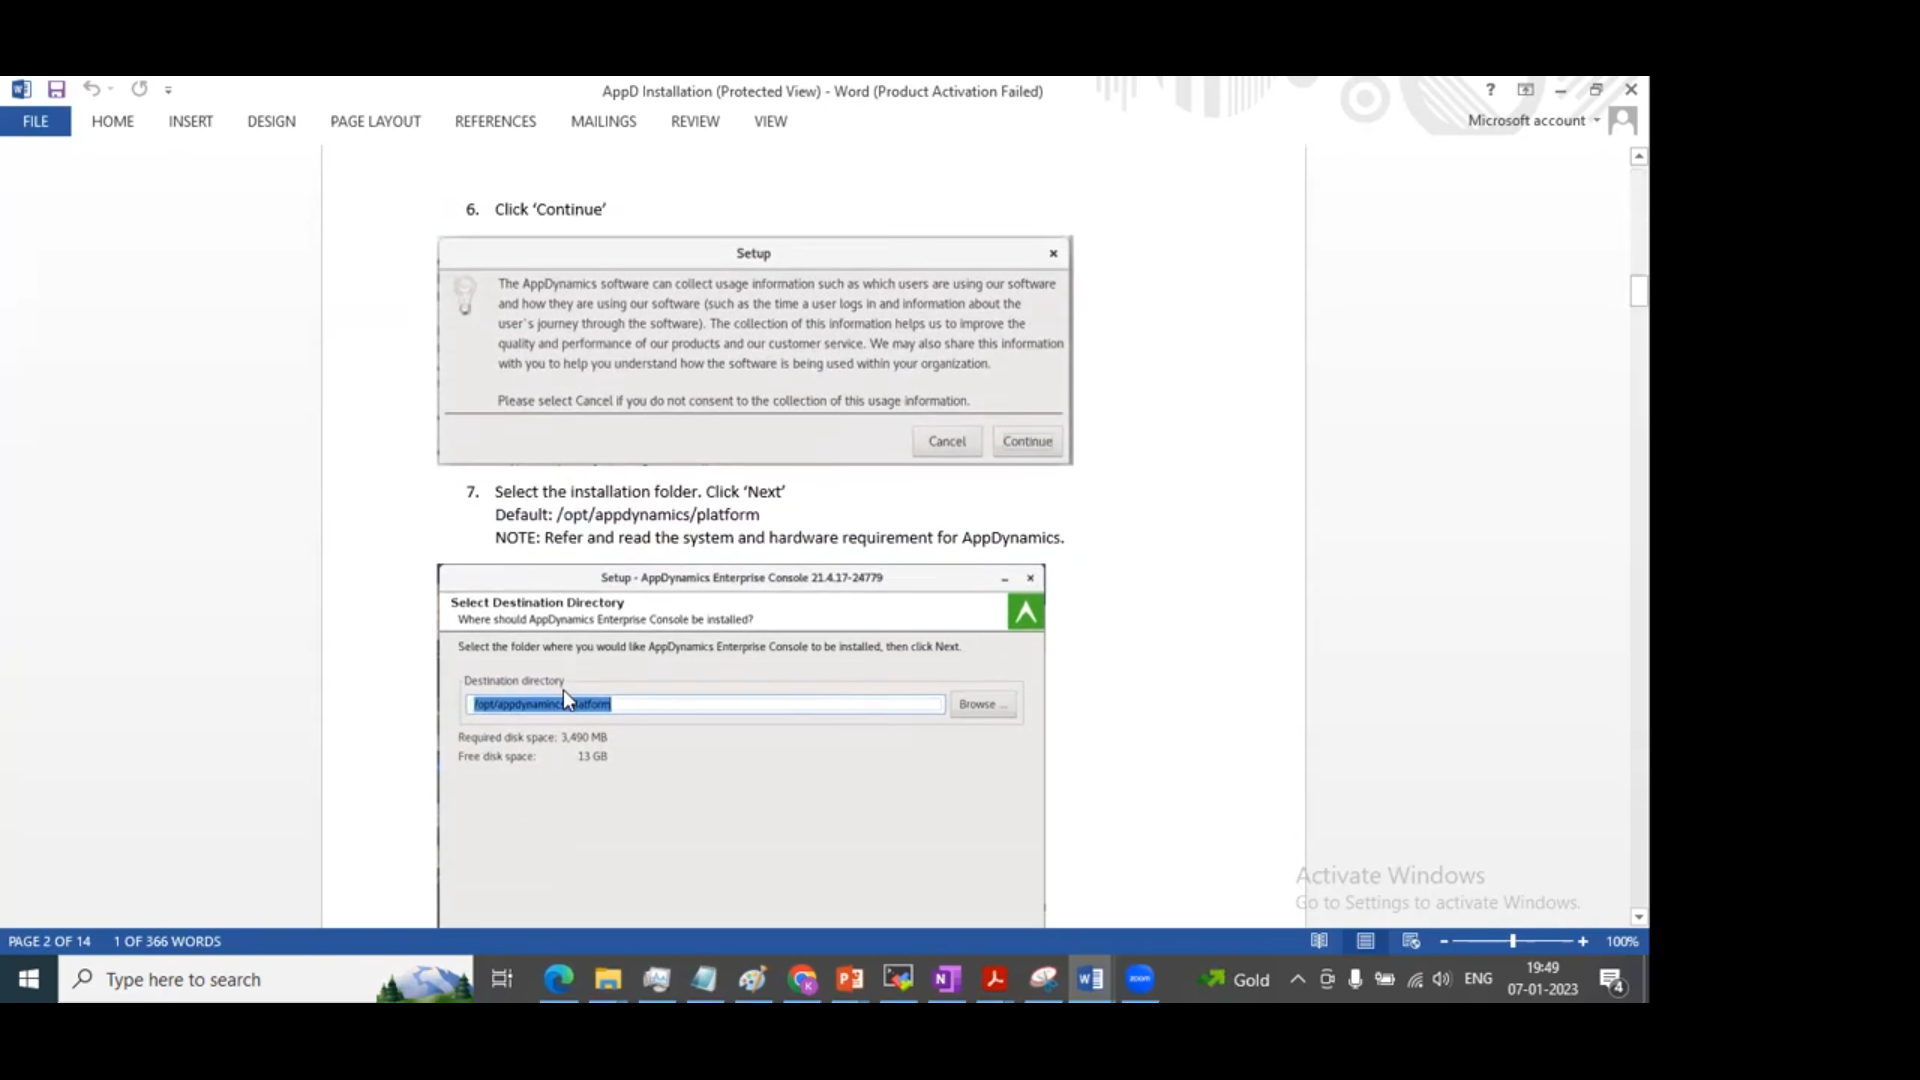 AppD Installation (Protected View) - Word (Product Activation Failed)
?
FILE HOME INSERT DESIGN PAGE LAYOUT REFERENCES MAILINGS REVIEW VIEW
Microsoft account
6. Click ‘Continue’
Setup
The AppDynamics software can collect usage information such as which users are using our software
and how they are using our software (such as the time a user logs in and information about the
user`s journey through the software). The collection of this information helps us to improve the
quality and performance of our products and our customer service. We may also share this information
with you to help you understand how the software is being used within your organization.
Please select Cancel if you do not consent to the collection of this usage information.
Cancel Continue
7. Select the installation folder. Click ‘Next’
Default: /opt/appdynamics/platform
NOTE: Refer and read the system and hardware requirement for AppDynamics.
Setup - AppDynamics Enterprise Console 21.4.17-24779
Select Destination Directory
Where should AppDynamics Enterprise Console be installed?
Select the folder where you would like AppDynamics Enterprise Console to be installed, then click Next.
Destination directory
Browse ...
Required disk space: 3,490 MB
Free disk space: 13 GB
Activate Windows
Go to Settings to activate Windows.
PAGE 2 OF 14 1 OF 366 WORDS
100%
Type here to search
zoom
Gold
ENG
19:49
07-01-2023
4